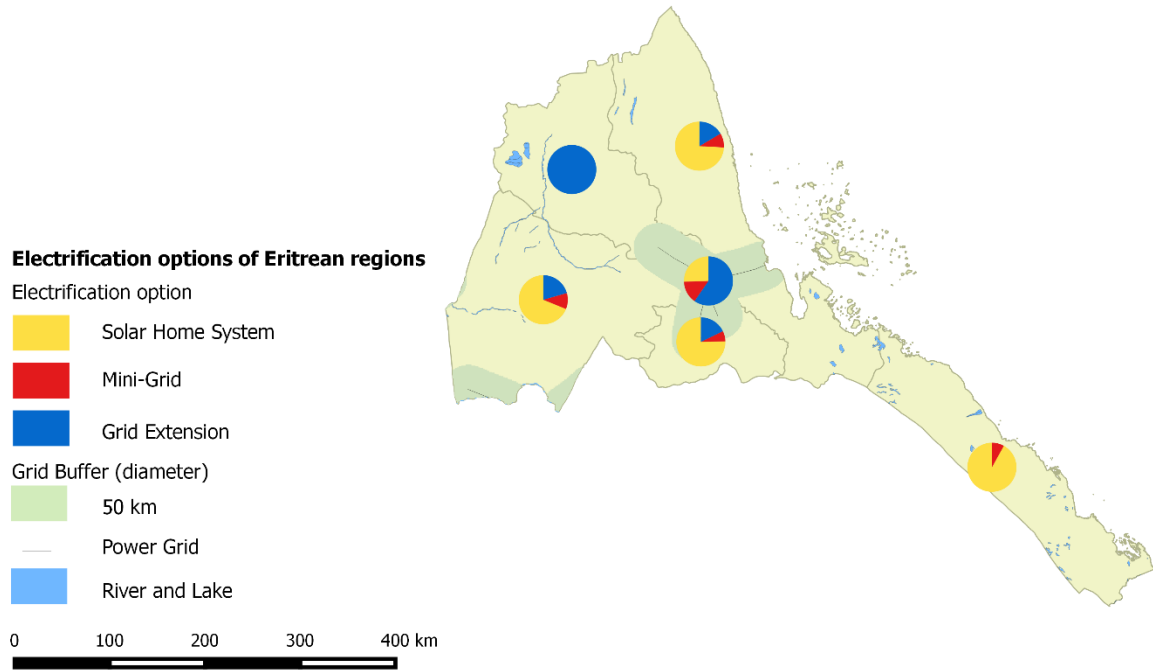 Electrification options of Eritrean regions
Electrification option
Solar Home System
Mini-Grid
Grid Extension
Grid Buffer (diameter)
50 km
Power Grid
River and Lake
0 100 200 300 400 km